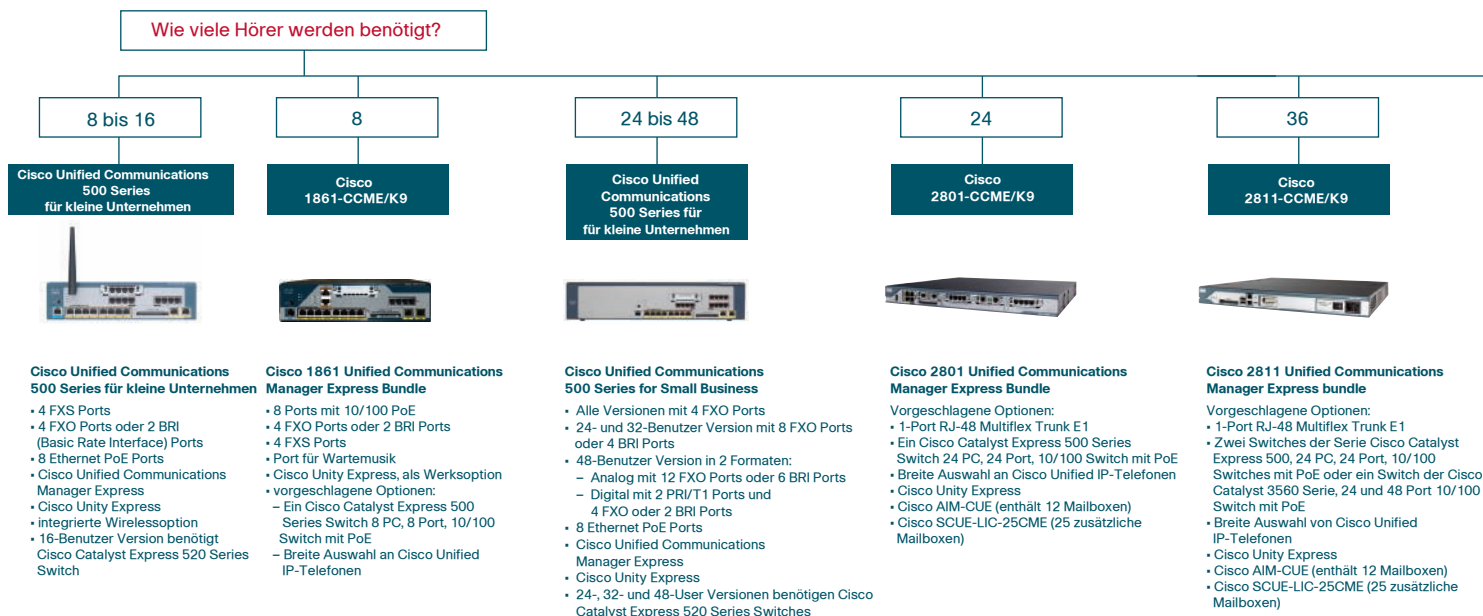 Wie viele Hörer werden benötigt?
8 bis 16
8
24 bis 48
24
36
Cisco Unified Communications
500 Series
für kleine Unternehmen
Cisco
1861-CCME/K9
Cisco Unified
Communications
500 Series für
für kleine Unternehmen
Cisco
2801-CCME/K9
Cisco
2811-CCME/K9
Cisco Unified Communications
500 Series für kleine Unternehmen
▪ 4 FXS Ports
▪ 4 FXO Ports oder 2 BRI
(Basic Rate Interface) Ports
▪ 8 Ethernet PoE Ports
▪ Cisco Unified Communications
Manager Express
▪ Cisco Unity Express
▪ integrierte Wirelessoption
▪ 16-Benutzer Version benötigt
Cisco Catalyst Express 520 Series
Switch
Cisco 1861 Unified Communications
Manager Express Bundle
▪ 8 Ports mit 10/100 PoE
▪ 4 FXO Ports oder 2 BRI Ports
▪ 4 FXS Ports
▪ Port für Wartemusik
▪ Cisco Unity Express, als Werksoption
▪ vorgeschlagene Optionen:
– Ein Cisco Catalyst Express 500
Series Switch 8 PC, 8 Port, 10/100
Switch mit PoE
– Breite Auswahl an Cisco Unified
IP-Telefonen
Cisco Unified Communications
500 Series for Small Business
▪ Alle Versionen mit 4 FXO Ports
▪ 24- und 32-Benutzer Version mit 8 FXO Ports
oder 4 BRI Ports
▪ 48-Benutzer Version in 2 Formaten:
– Analog mit 12 FXO Ports oder 6 BRI Ports
– Digital mit 2 PRI/T1 Ports und
4 FXO oder 2 BRI Ports
▪ 8 Ethernet PoE Ports
▪ Cisco Unified Communications
Manager Express
▪ Cisco Unity Express
▪ 24-, 32- und 48-User Versionen benötigen Cisco
Catalyst Express 520 Series Switches
Cisco 2801 Unified Communications
Manager Express Bundle
Vorgeschlagene Optionen:
▪ 1-Port RJ-48 Multiflex Trunk E1
▪ Ein Cisco Catalyst Express 500 Series
Switch 24 PC, 24 Port, 10/100 Switch mit PoE
▪ Breite Auswahl an Cisco Unified IP-Telefonen
▪ Cisco Unity Express
▪ Cisco AIM-CUE (enthält 12 Mailboxen)
▪ Cisco SCUE-LIC-25CME (25 zusätzliche
Mailboxen)
Cisco 2811 Unified Communications
Manager Express bundle
Vorgeschlagene Optionen:
▪ 1-Port RJ-48 Multiflex Trunk E1
▪ Zwei Switches der Serie Cisco Catalyst
Express 500, 24 PC, 24 Port, 10/100
Switches mit PoE oder ein Switch der Cisco
Catalyst 3560 Serie, 24 und 48 Port 10/100
Switch mit PoE
▪ Breite Auswahl von Cisco Unified
IP-Telefonen
▪ Cisco Unity Express
▪ Cisco AIM-CUE (enthält 12 Mailboxen)
▪ Cisco SCUE-LIC-25CME (25 zusätzliche
Mailboxen)